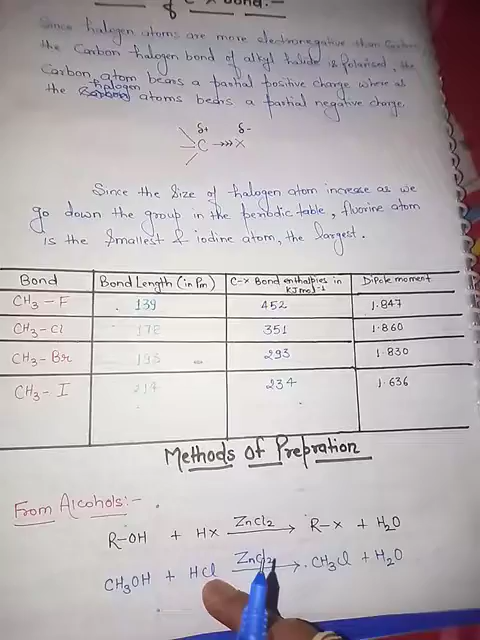 & C-X Bond:-
Since halogen atoms are more electronegative than Carbon
the Carbon halogen bond of alkyl halide is Polarised, the
Carbon atom bears a partial positive charge where as
the halogen atoms bears a partial negative charge.
δ+ δ-
C →→→ X
Since the Size of halogen atom increase as we
go down the group in the periodic table, fluorine atom
is the Smallest & iodine atom, the largest.
Bond Bond Length (in Pm) C-X Bond enthalpies in KJmol-1 Dipole moment
CH3-F 139 452 1.847
CH3-Cl 178 351 1.860
CH3-Br 193 293 1.830
CH3-I 214 234 1.636
Methods of Prepration
From Alcohols:-
R-OH + HX ZnCl2 → R-X + H2O
CH3OH + HCl ZnCl2 → CH3Cl + H2O